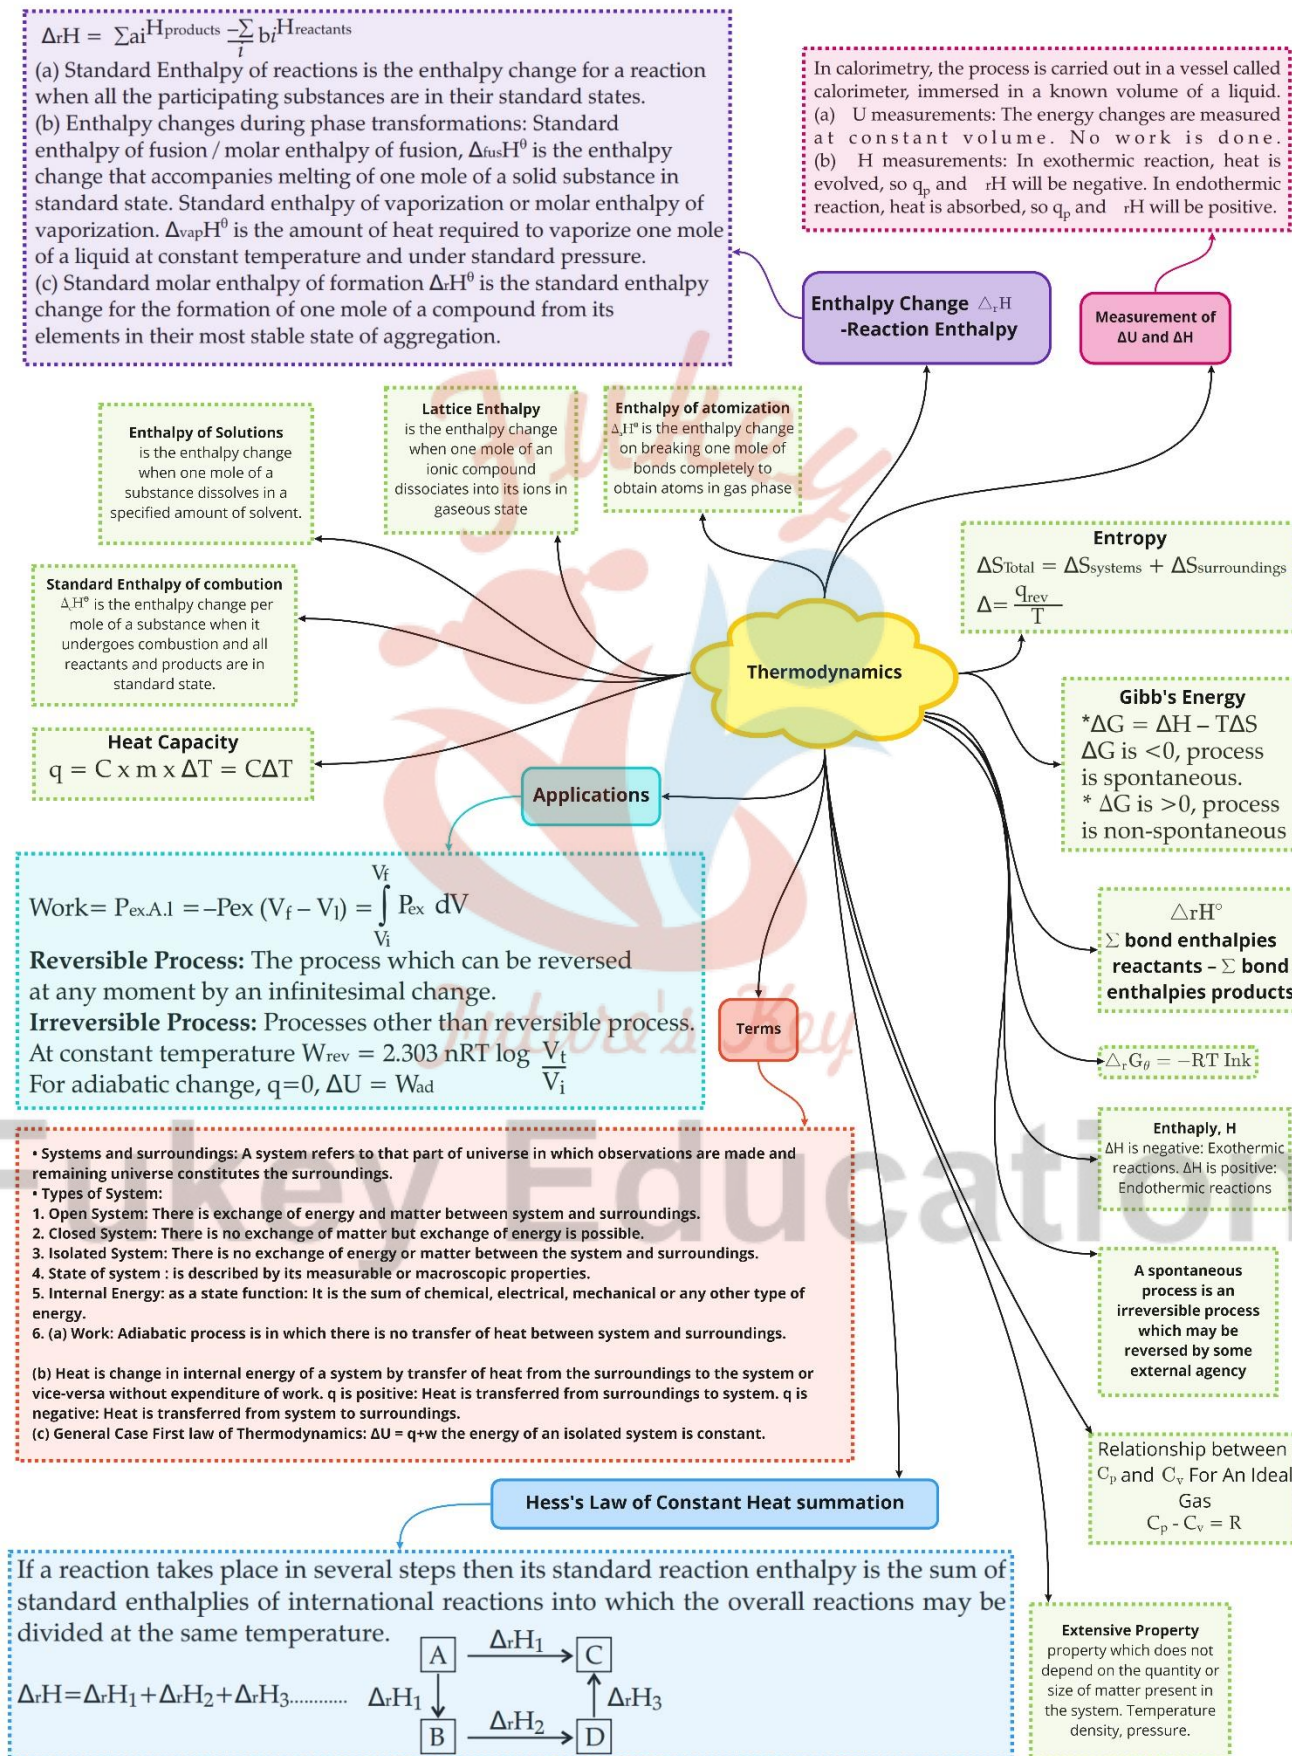 ΔrH = ∑ai^Hproducts −∑/i bi^Hreactants
(a) Standard Enthalpy of reactions is the enthalpy change for a reaction
when all the participating substances are in their standard states.
(b) Enthalpy changes during phase transformations: Standard
enthalpy of fusion / molar enthalpy of fusion, ΔfusH^θ is the enthalpy
change that accompanies melting of one mole of a solid substance in
standard state. Standard enthalpy of vaporization or molar enthalpy of
vaporization. ΔvapH^θ is the amount of heat required to vaporize one mole
of a liquid at constant temperature and under standard pressure.
(c) Standard molar enthalpy of formation ΔrH^θ is the standard enthalpy
change for the formation of one mole of a compound from its
elements in their most stable state of aggregation.
In calorimetry, the process is carried out in a vessel called
calorimeter, immersed in a known volume of a liquid.
(a) U measurements: The energy changes are measured
at constant volume. No work is done.
(b) H measurements: In exothermic reaction, heat is
evolved, so q_p and rH will be negative. In endothermic
reaction, heat is absorbed, so q_p and rH will be positive.
Enthalpy Change △_rH
-Reaction Enthalpy
Measurement of
ΔU and ΔH
Enthalpy of Solutions
is the enthalpy change
when one mole of a
substance dissolves in a
specified amount of solvent.
Lattice Enthalpy
is the enthalpy change
when one mole of an
ionic compound
dissociates into its ions in
gaseous state
Enthalpy of atomization
Δ_aH^θ is the enthalpy change
on breaking one mole of
bonds completely to
obtain atoms in gas phase
Fukey
Entropy
ΔSTotal = ΔSsystems + ΔSsurroundings
Δ= qrev/T
Standard Enthalpy of combution
Δ_cH^θ is the enthalpy change per
mole of a substance when it
undergoes combustion and all
reactants and products are in
standard state.
Thermodynamics
Gibb's Energy
*ΔG = ΔH – TΔS
ΔG is <0, process
is spontaneous.
* ΔG is >0, process
is non-spontaneous
Heat Capacity
q = C x m x ΔT = CΔT
Applications
Work= Pex.A.l = –Pex (V_f – V_l) = ∫ Vi Vf Pex dV
Reversible Process: The process which can be reversed
at any moment by an infinitesimal change.
Irreversible Process: Processes other than reversible process.
At constant temperature Wrev = 2.303 nRT log V_t/V_i
For adiabatic change, q=0, ΔU = Wad
Future's Key
△rH°
∑ bond enthalpies
reactants – ∑ bond
enthalpies products
Terms
△_rG_θ = −RT Ink
Enthaply, H
ΔH is negative: Exothermic
reactions. ΔH is positive:
Endothermic reactions
Fukey Education
• Systems and surroundings: A system refers to that part of universe in which observations are made and
remaining universe constitutes the surroundings.
• Types of System:
1. Open System: There is exchange of energy and matter between system and surroundings.
2. Closed System: There is no exchange of matter but exchange of energy is possible.
3. Isolated System: There is no exchange of energy or matter between the system and surroundings.
4. State of system : is described by its measurable or macroscopic properties.
5. Internal Energy: as a state function: It is the sum of chemical, electrical, mechanical or any other type of
energy.
6. (a) Work: Adiabatic process is in which there is no transfer of heat between system and surroundings.
(b) Heat is change in internal energy of a system by transfer of heat from the surroundings to the system or
vice-versa without expenditure of work. q is positive: Heat is transferred from surroundings to system. q is
negative: Heat is transferred from system to surroundings.
(c) General Case First law of Thermodynamics: ΔU = q+w the energy of an isolated system is constant.
A spontaneous
process is an
irreversible process
which may be
reversed by some
external agency
Relationship between
C_p and C_v For An Ideal
Gas
C_p - C_v = R
Hess's Law of Constant Heat summation
If a reaction takes place in several steps then its standard reaction enthalpy is the sum of
standard enthalplies of international reactions into which the overall reactions may be
divided at the same temperature.
ΔrH=ΔrH1+ΔrH2+ΔrH3............
A ΔrH1 C
ΔrH1 ΔrH3
B ΔrH2 D
Extensive Property
property which does not
depend on the quantity or
size of matter present in
the system. Temperature
density, pressure.